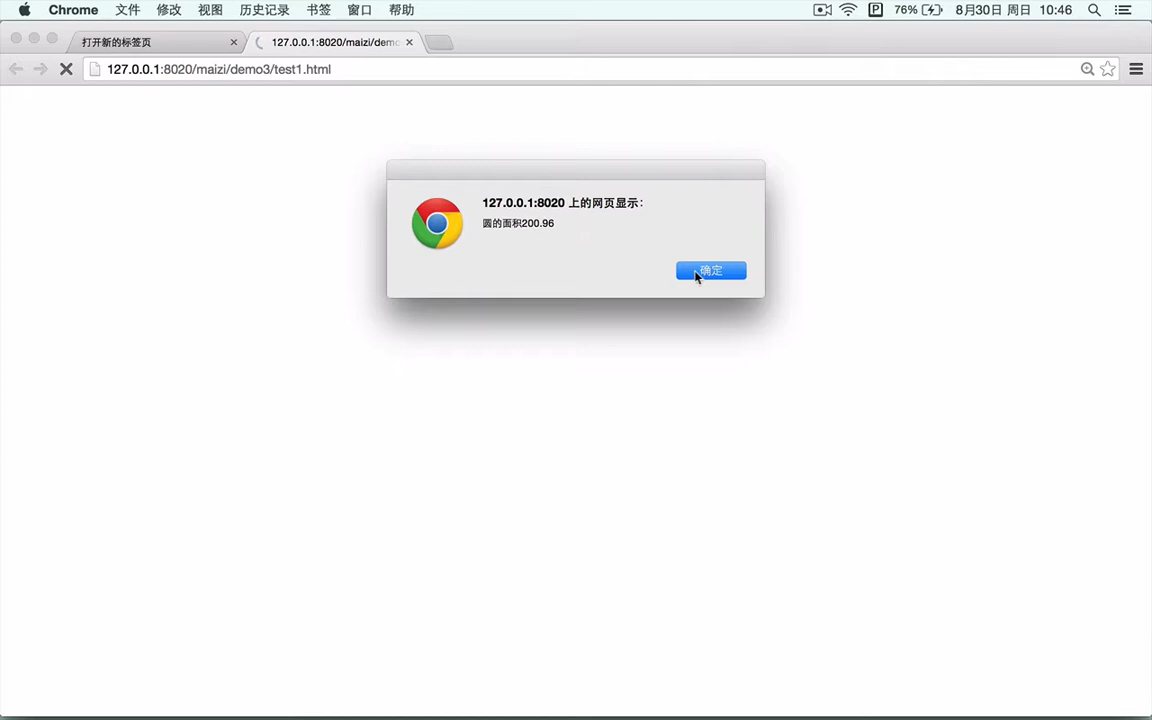 Chrome 文件 修改 视图 历史记录 书签 窗口 帮助 P 76% 8月30日 周日 10:46
打开新的标签页 127.0.0.1:8020/maizi/demo
127.0.0.1:8020/maizi/demo3/test1.html
127.0.0.1:8020 上的网页显示:
圆的面积200.96
确定